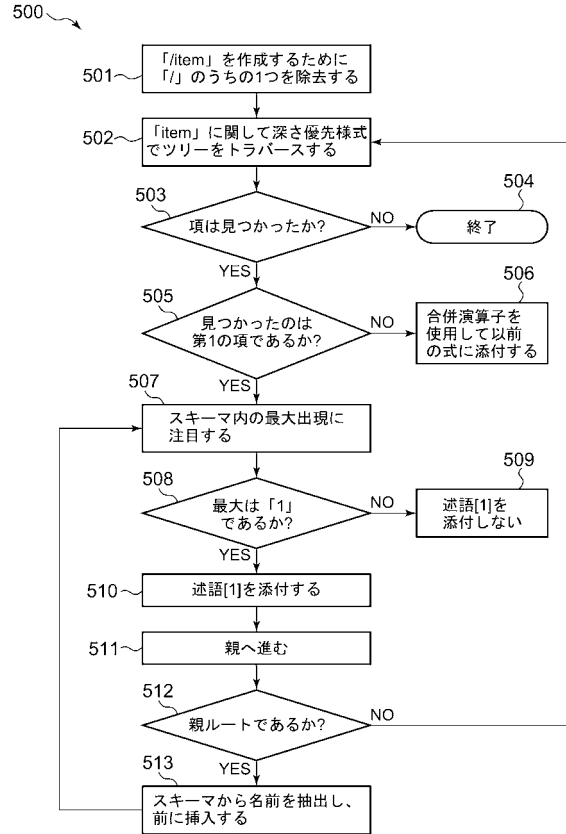 500
501
「/item」を作成するために
「/」のうちの1つを除去する
502
「item」に関して深さ優先様式
でツリーをトラバースする
503
項は見つかったか?
NO
504
終了
YES
505
見つかったのは
第1の項であるか?
NO
506
合併演算子を
使用して以前
の式に添付する
YES
507
スキーマ内の最大出現に
注目する
508
最大は「1」
であるか?
NO
509
述語[1]を
添付しない
YES
510
述語[1]を添付する
511
親へ進む
512
親ルートであるか?
NO
YES
513
スキーマから名前を抽出し、
前に挿入する